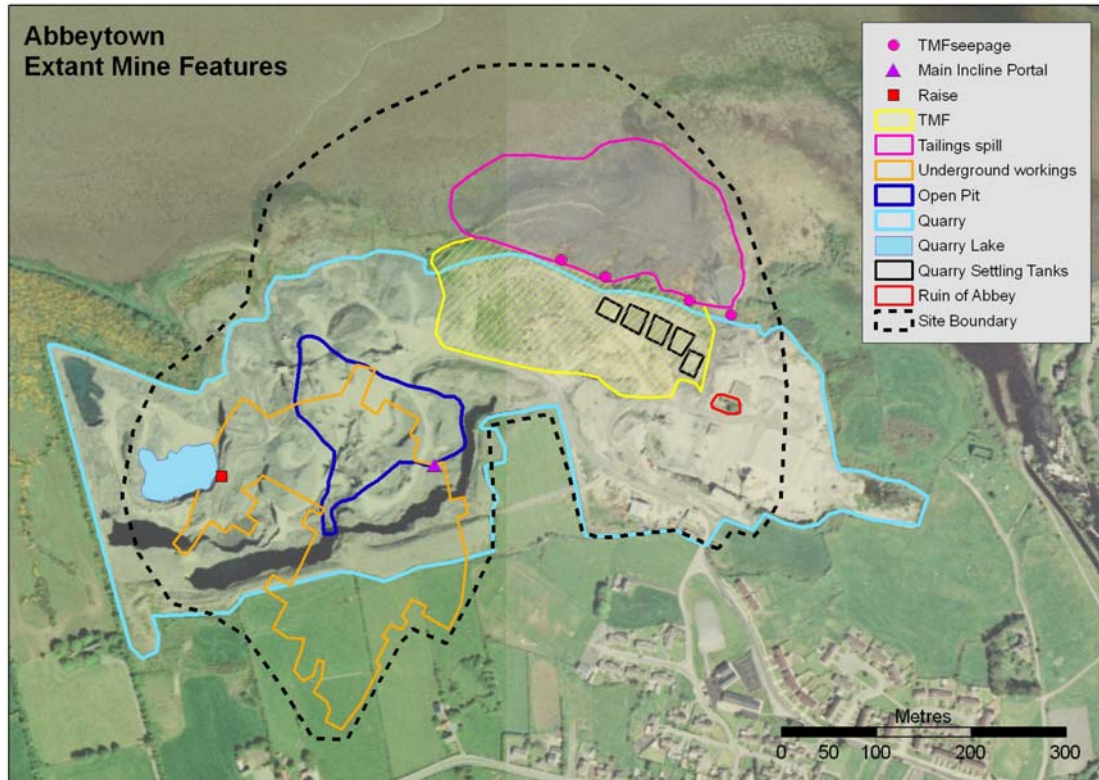 Abbeytown
Extant Mine Features
TMFseepage
Main Incline Portal
Raise
TMF
Tailings spill
Underground workings
Open Pit
Quarry
Quarry Lake
Quarry Settling Tanks
Ruin of Abbey
Site Boundary
Metres
0 50 100 200 300